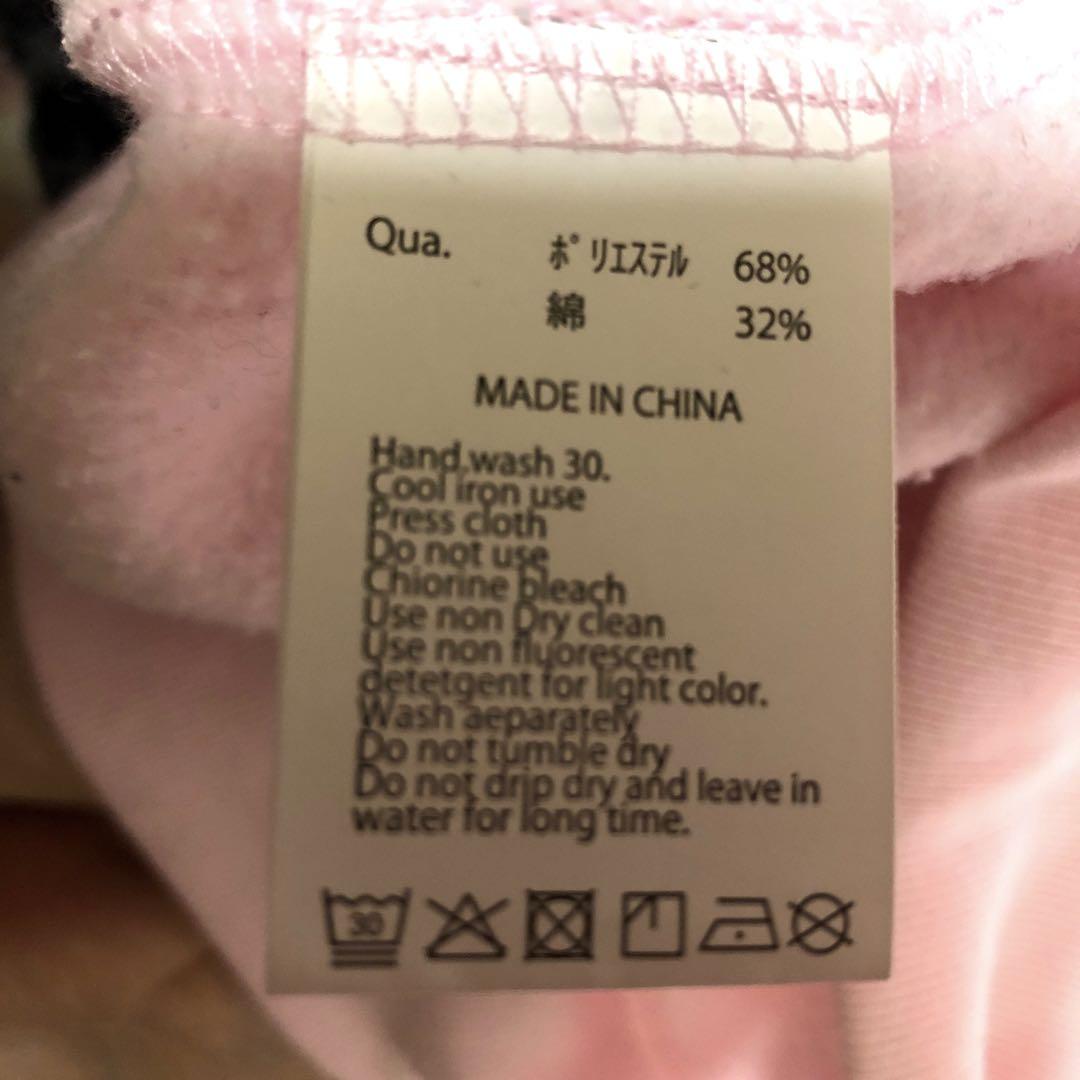 Qua. ポリエステル 68%
綿 32%
MADE IN CHINA
Hand wash 30.
Cool iron use
Press cloth
Do not use
Chiorine bleach
Use non Dry clean
Use non fluorescent
detetgent for light color.
Wash aeparately
Do not tumble dry
Do not drip dry and leave in
water for long time.
30